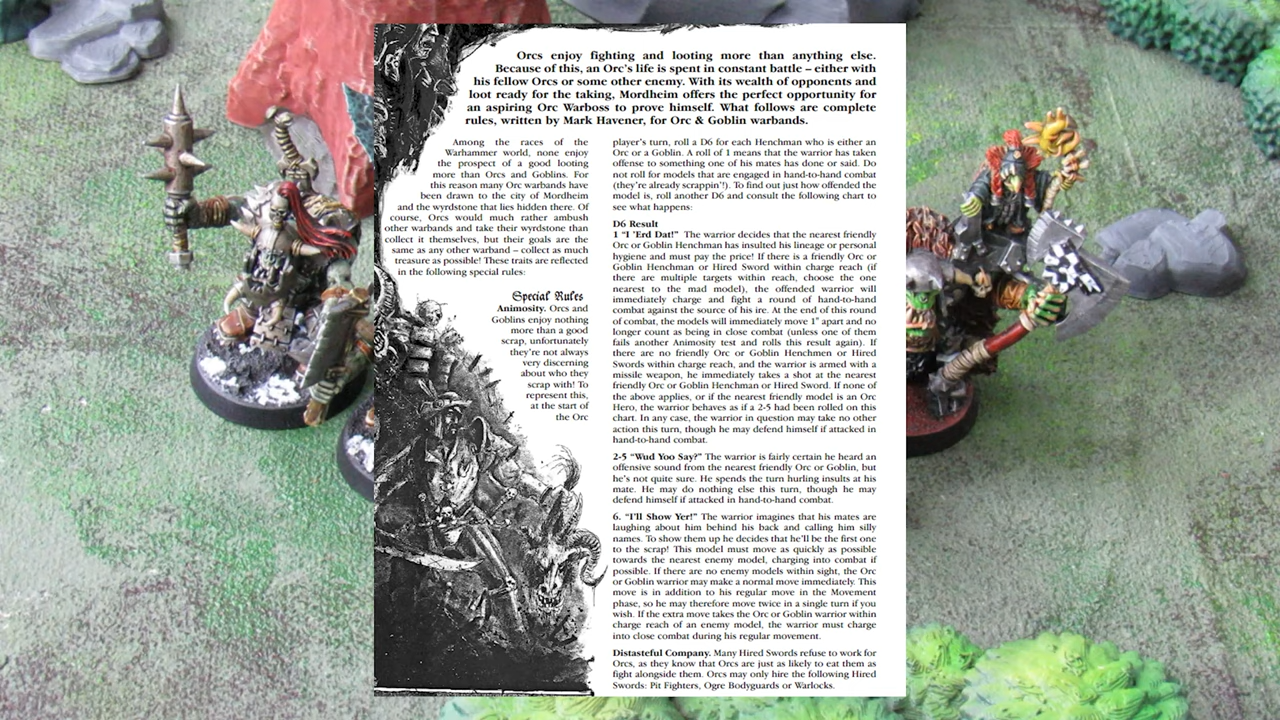 Orcs enjoy fighting and looting more than anything else.
Because of this, an Orc's life is spent in constant battle – either with
his fellow Orcs or some other enemy. With its wealth of opponents and
loot ready for the taking, Mordheim offers the perfect opportunity for
an aspiring Orc Warboss to prove himself. What follows are complete
rules, written by Mark Havener, for Orc & Goblin warbands.
Among the races of the
Warhammer world, none enjoy
the prospect of a good looting
more than Orcs and Goblins. For
this reason many Orc warbands have
been drawn to the city of Mordheim
and the wyrdstone that lies hidden there. Of
course, Orcs would much rather ambush
other warbands and take their wyrdstone than
collect it themselves, but their goals are the
same as any other warband – collect as much
treasure as possible! These traits are reflected
in the following special rules:
Special Rules
Animosity. Orcs and
Goblins enjoy nothing
more than a good
scrap, unfortunately
they're not always
very discerning
about who they
scrap with! To
represent this,
at the start of
the Orc
player's turn, roll a D6 for each Henchman who is either an
Orc or a Goblin. A roll of 1 means that the warrior has taken
offense to something one of his mates has done or said. Do
not roll for models that are engaged in hand-to-hand combat
(they're already scrappin'!). To find out just how offended the
model is, roll another D6 and consult the following chart to
see what happens:
D6 Result
1 "I 'Erd Dat!" The warrior decides that the nearest friendly
Orc or Goblin Henchman has insulted his lineage or personal
hygiene and must pay the price! If there is a friendly Orc or
Goblin Henchman or Hired Sword within charge reach (if
there are multiple targets within reach, choose the one
nearest to the mad model), the offended warrior will
immediately charge and fight a round of hand-to-hand
combat against the source of his ire. At the end of this round
of combat, the models will immediately move 1" apart and no
longer count as being in close combat (unless one of them
fails another Animosity test and rolls this result again). If
there are no friendly Orc or Goblin Henchmen or Hired
Swords within charge reach, and the warrior is armed with a
missile weapon, he immediately takes a shot at the nearest
friendly Orc or Goblin Henchman or Hired Sword. If none of
the above applies, or if the nearest friendly model is an Orc
Hero, the warrior behaves as if a 2-5 had been rolled on this
chart. In any case, the warrior in question may take no other
action this turn, though he may defend himself if attacked in
hand-to-hand combat.
2-5 "Wud Yoo Say?" The warrior is fairly certain he heard an
offensive sound from the nearest friendly Orc or Goblin, but
he's not quite sure. He spends the turn hurling insults at his
mate. He may do nothing else this turn, though he may
defend himself if attacked in hand-to-hand combat.
6. "I'll Show Yer!" The warrior imagines that his mates are
laughing about him behind his back and calling him silly
names. To show them up he decides that he'll be the first one
to the scrap! This model must move as quickly as possible
towards the nearest enemy model, charging into combat if
possible. If there are no enemy models within sight, the Orc
or Goblin warrior may make a normal move immediately. This
move is in addition to his regular move in the Movement
phase, so he may therefore move twice in a single turn if you
wish. If the extra move takes the Orc or Goblin warrior within
charge reach of an enemy model, the warrior must charge
into close combat during his regular movement.
Distasteful Company. Many Hired Swords refuse to work for
Orcs, as they know that Orcs are just as likely to eat them as
fight alongside them. Orcs may only hire the following Hired
Swords: Pit Fighters, Ogre Bodyguards or Warlocks.